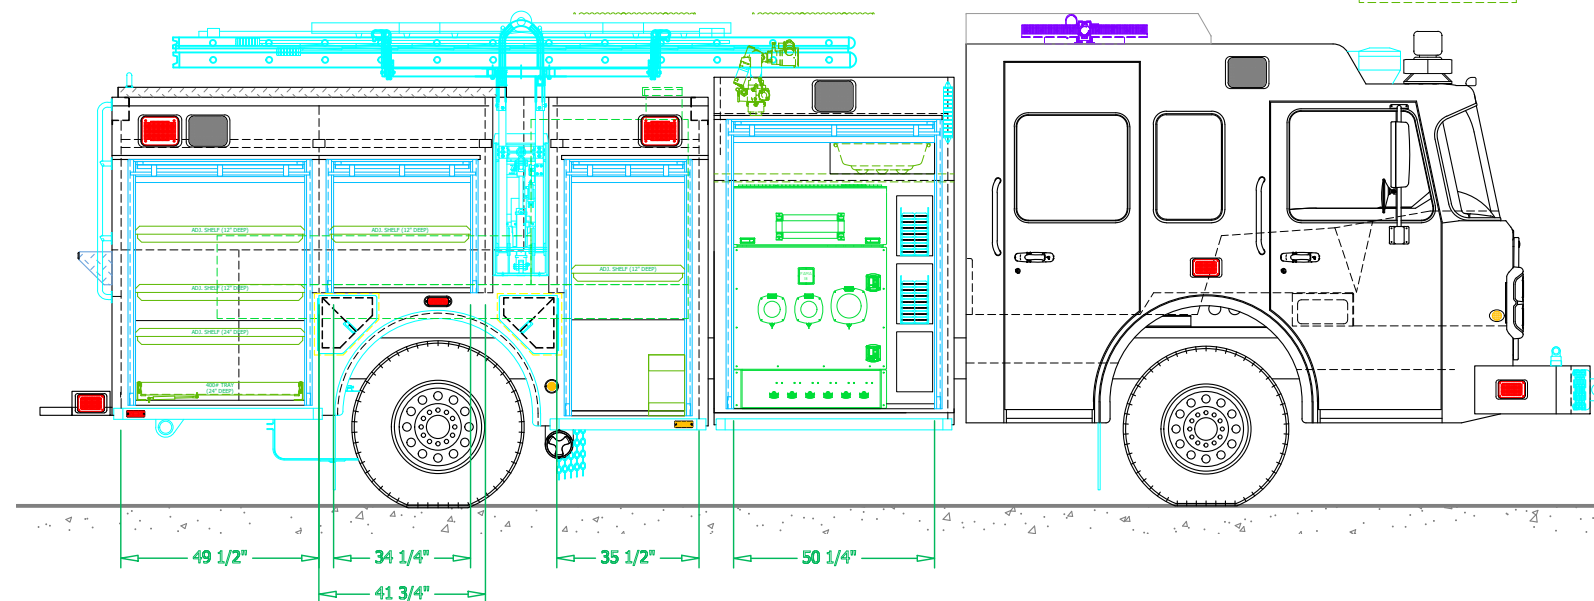 ADJ. SHELF (12" DEEP)
ADJ. SHELF (12" DEEP)
ADJ. SHELF (12" DEEP)
ADJ. SHELF (12" DEEP)
ADJ. SHELF (24" DEEP)
400# TRAY
(24" DEEP)
49 1/2"
34 1/4"
35 1/2"
50 1/4"
41 3/4"